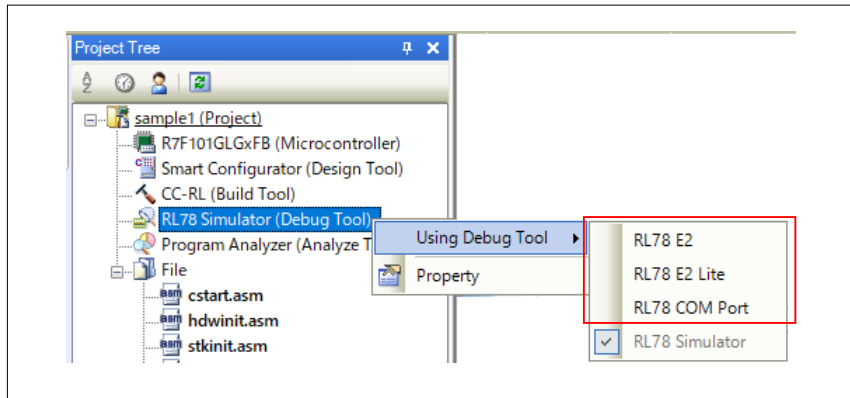 Project Tree
sample1 (Project)
R7F101GLGxFB (Microcontroller)
Smart Configurator (Design Tool)
CC-RL (Build Tool)
RL78 Simulator (Debug Tool)
Program Analyzer (Analyze T
File
cstart.asm
hdwinit.asm
stkinit.asm
Using Debug Tool
Property
RL78 E2
RL78 E2 Lite
RL78 COM Port
RL78 Simulator